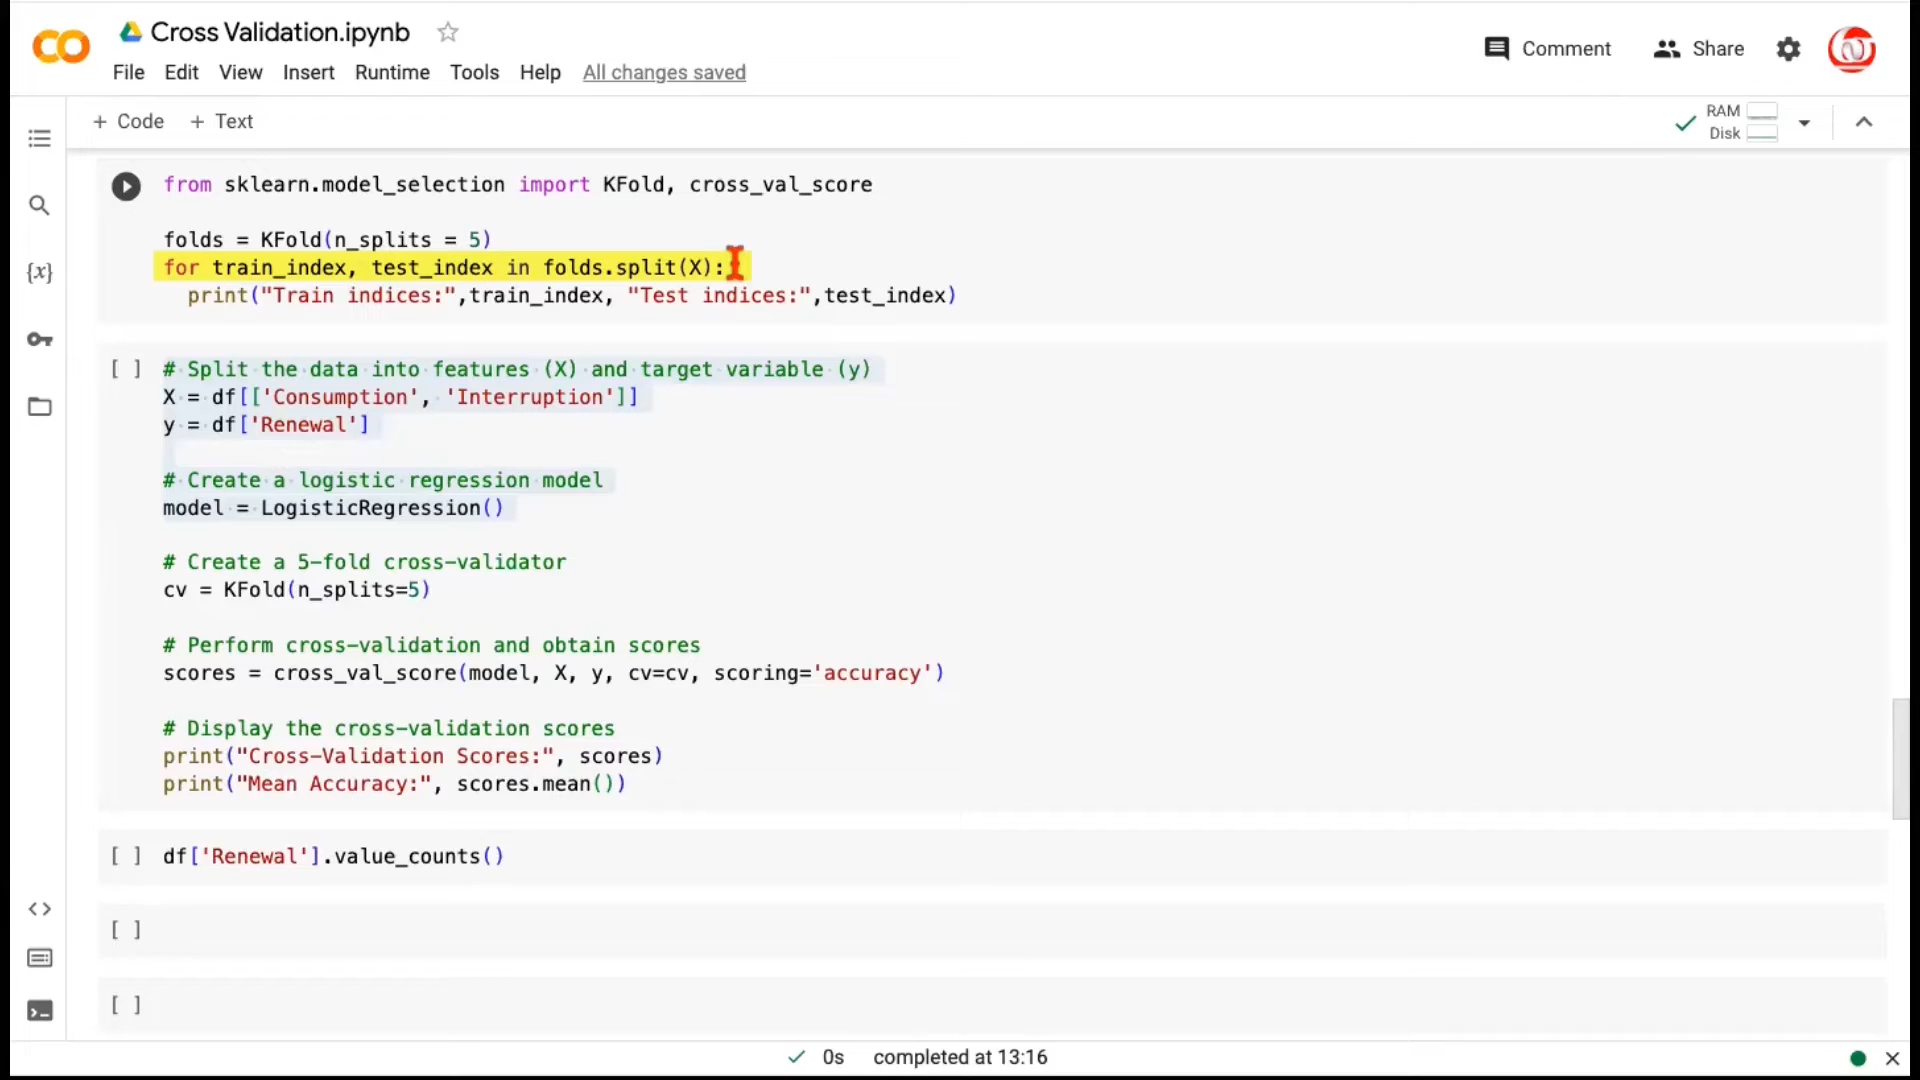 Cross Validation.ipynb
Comment Share
File Edit View Insert Runtime Tools Help All changes saved
+ Code + Text
RAM
Disk
from sklearn.model_selection import KFold, cross_val_score
folds = KFold(n_splits = 5)
for train_index, test_index in folds.split(X):
print("Train indices:",train_index, "Test indices:",test_index)
[ ] # Split the data into features (X) and target variable (y)
X = df[['Consumption', 'Interruption']]
y = df['Renewal']
# Create a logistic regression model
model = LogisticRegression()
# Create a 5-fold cross-validator
cv = KFold(n_splits=5)
# Perform cross-validation and obtain scores
scores = cross_val_score(model, X, y, cv=cv, scoring='accuracy')
# Display the cross-validation scores
print("Cross-Validation Scores:", scores)
print("Mean Accuracy:", scores.mean())
[ ] df['Renewal'].value_counts()
[ ]
[ ]
0s completed at 13:16